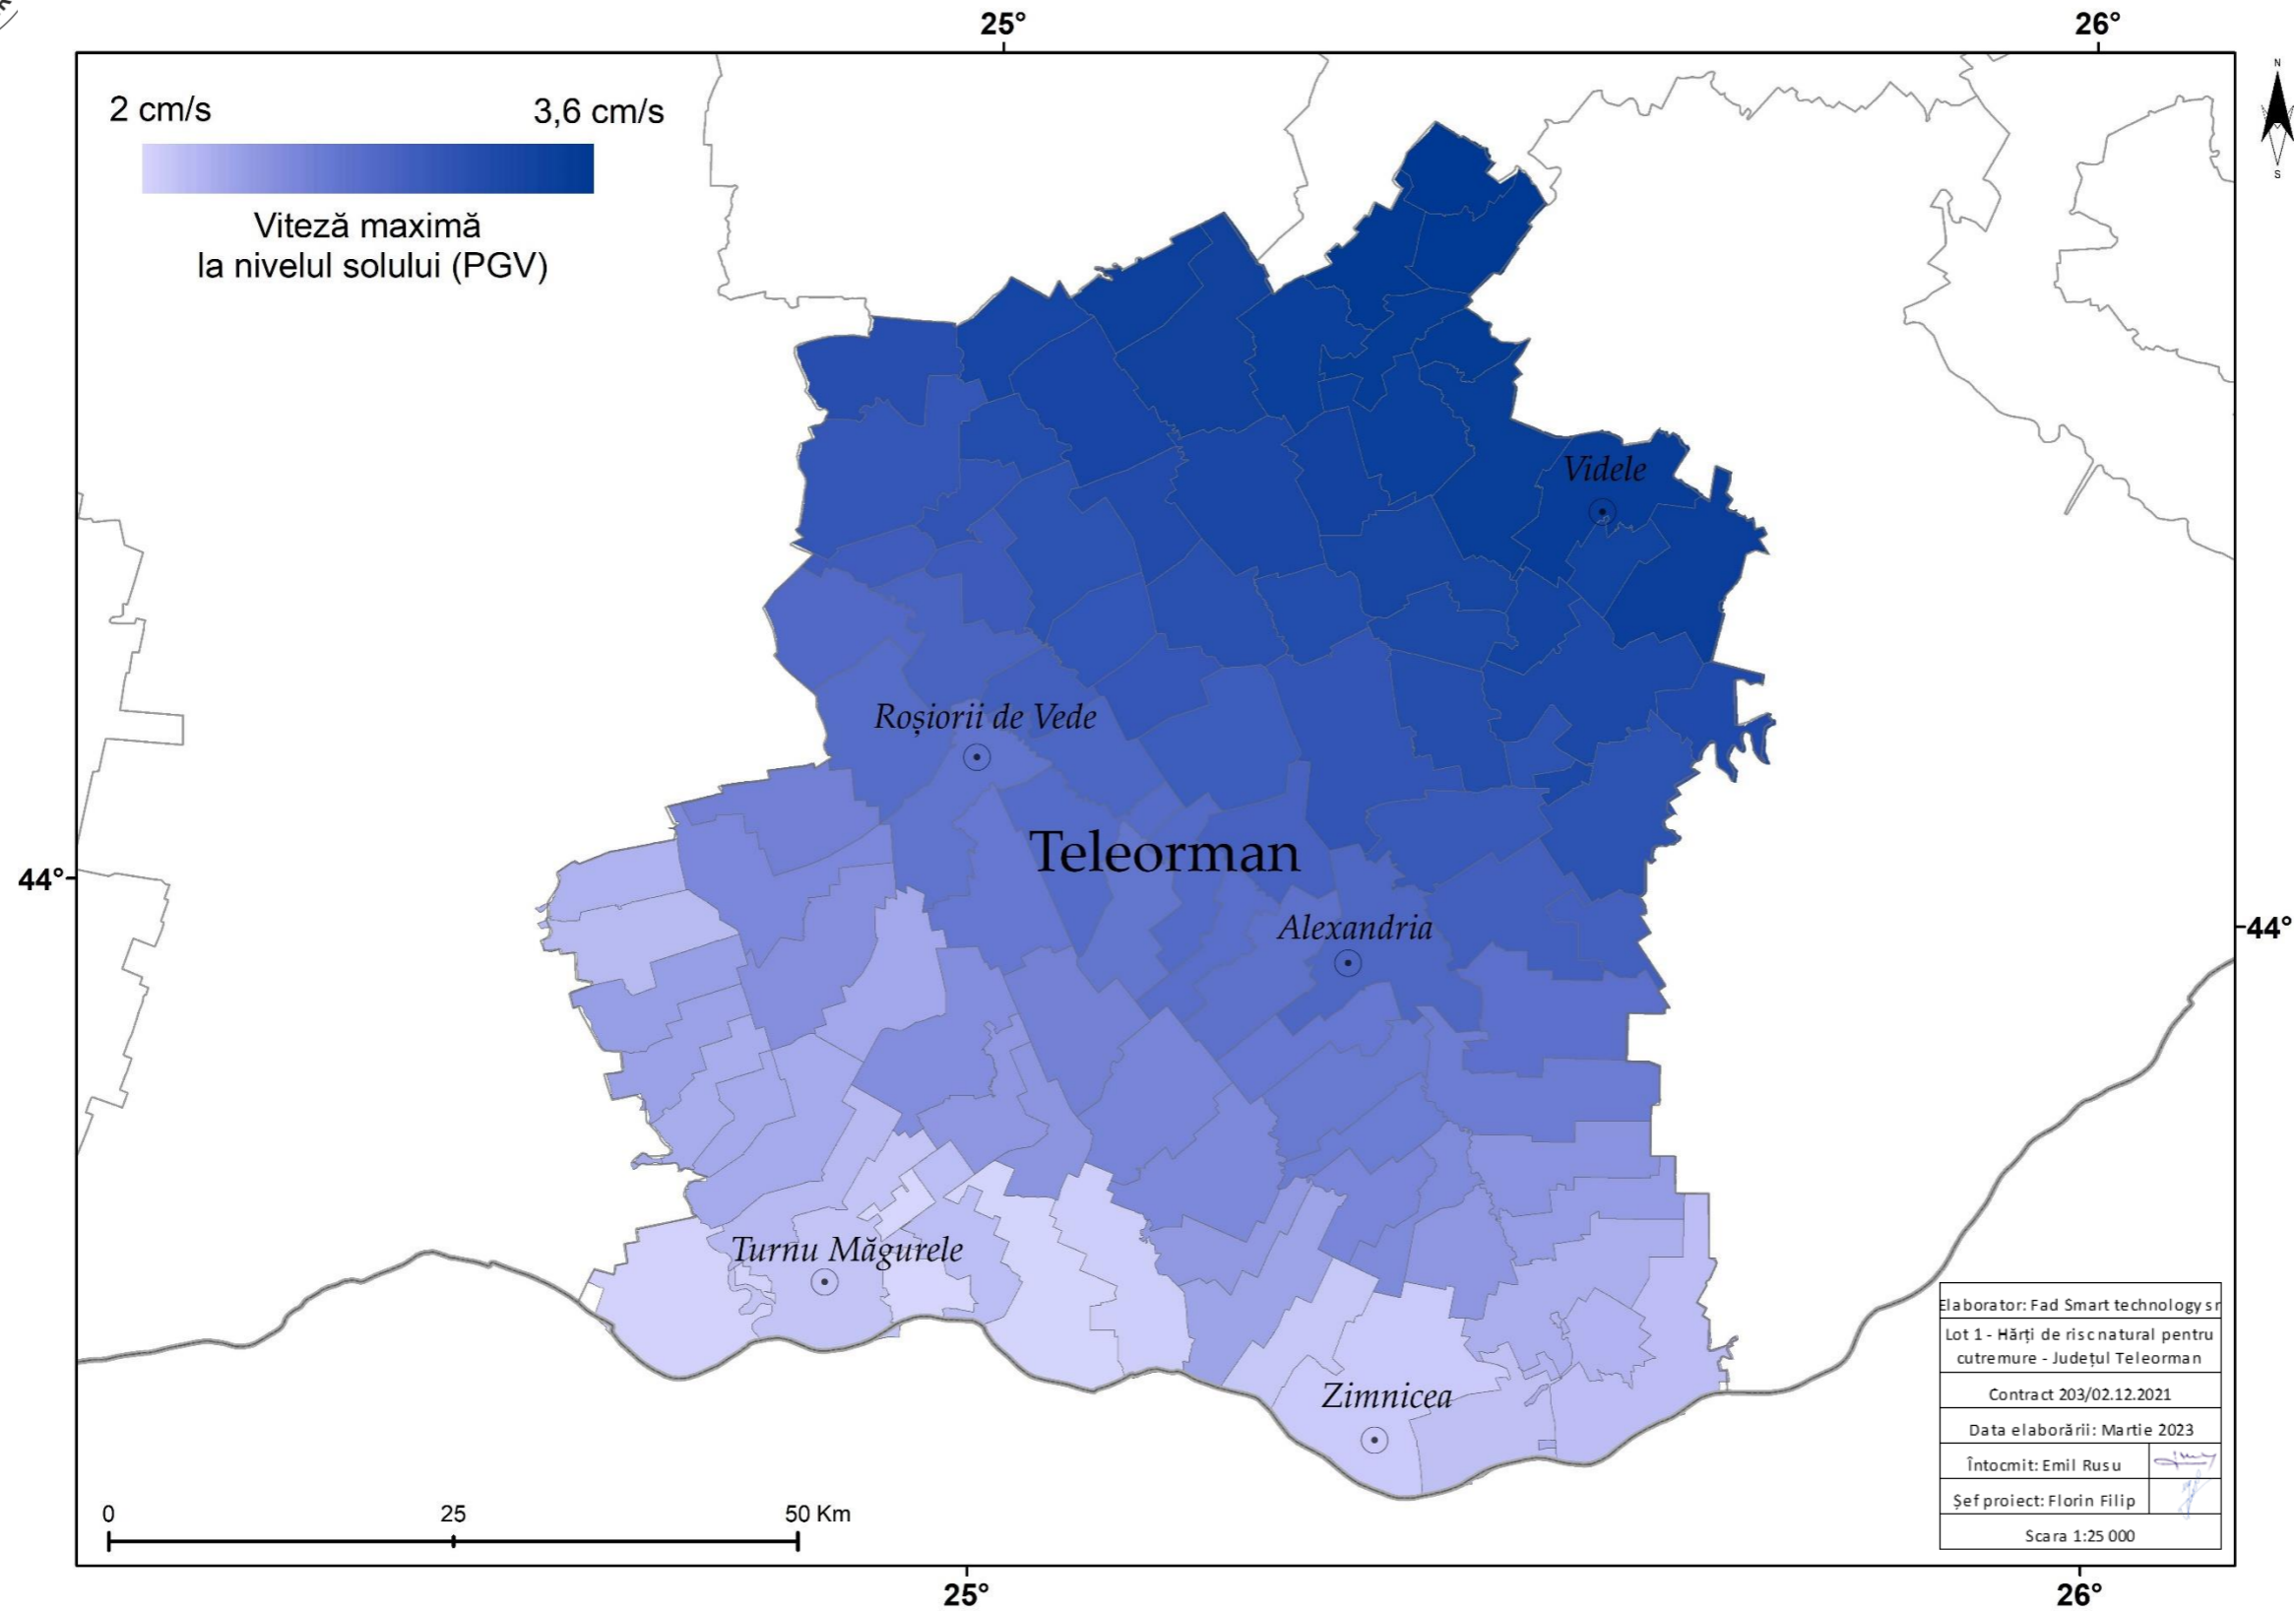 25°
26°
2 cm/s
3,6 cm/s
Viteză maximă
la nivelul solului (PGV)
N
S
Videle
Roșiorii de Vede
Teleorman
44°
Alexandria
44°
Turnu Măgurele
Zimnicea
Elaborator: Fad Smart technology sr
Lot 1 - Hărți de risc natural pentru
cutremure - Județul Teleorman
Contract 203/02.12.2021
Data elaborării: Martie 2023
Întocmit: Emil Rusu
Șef proiect: Florin Filip
Scara 1:25 000
0
25
50 Km
25°
26°